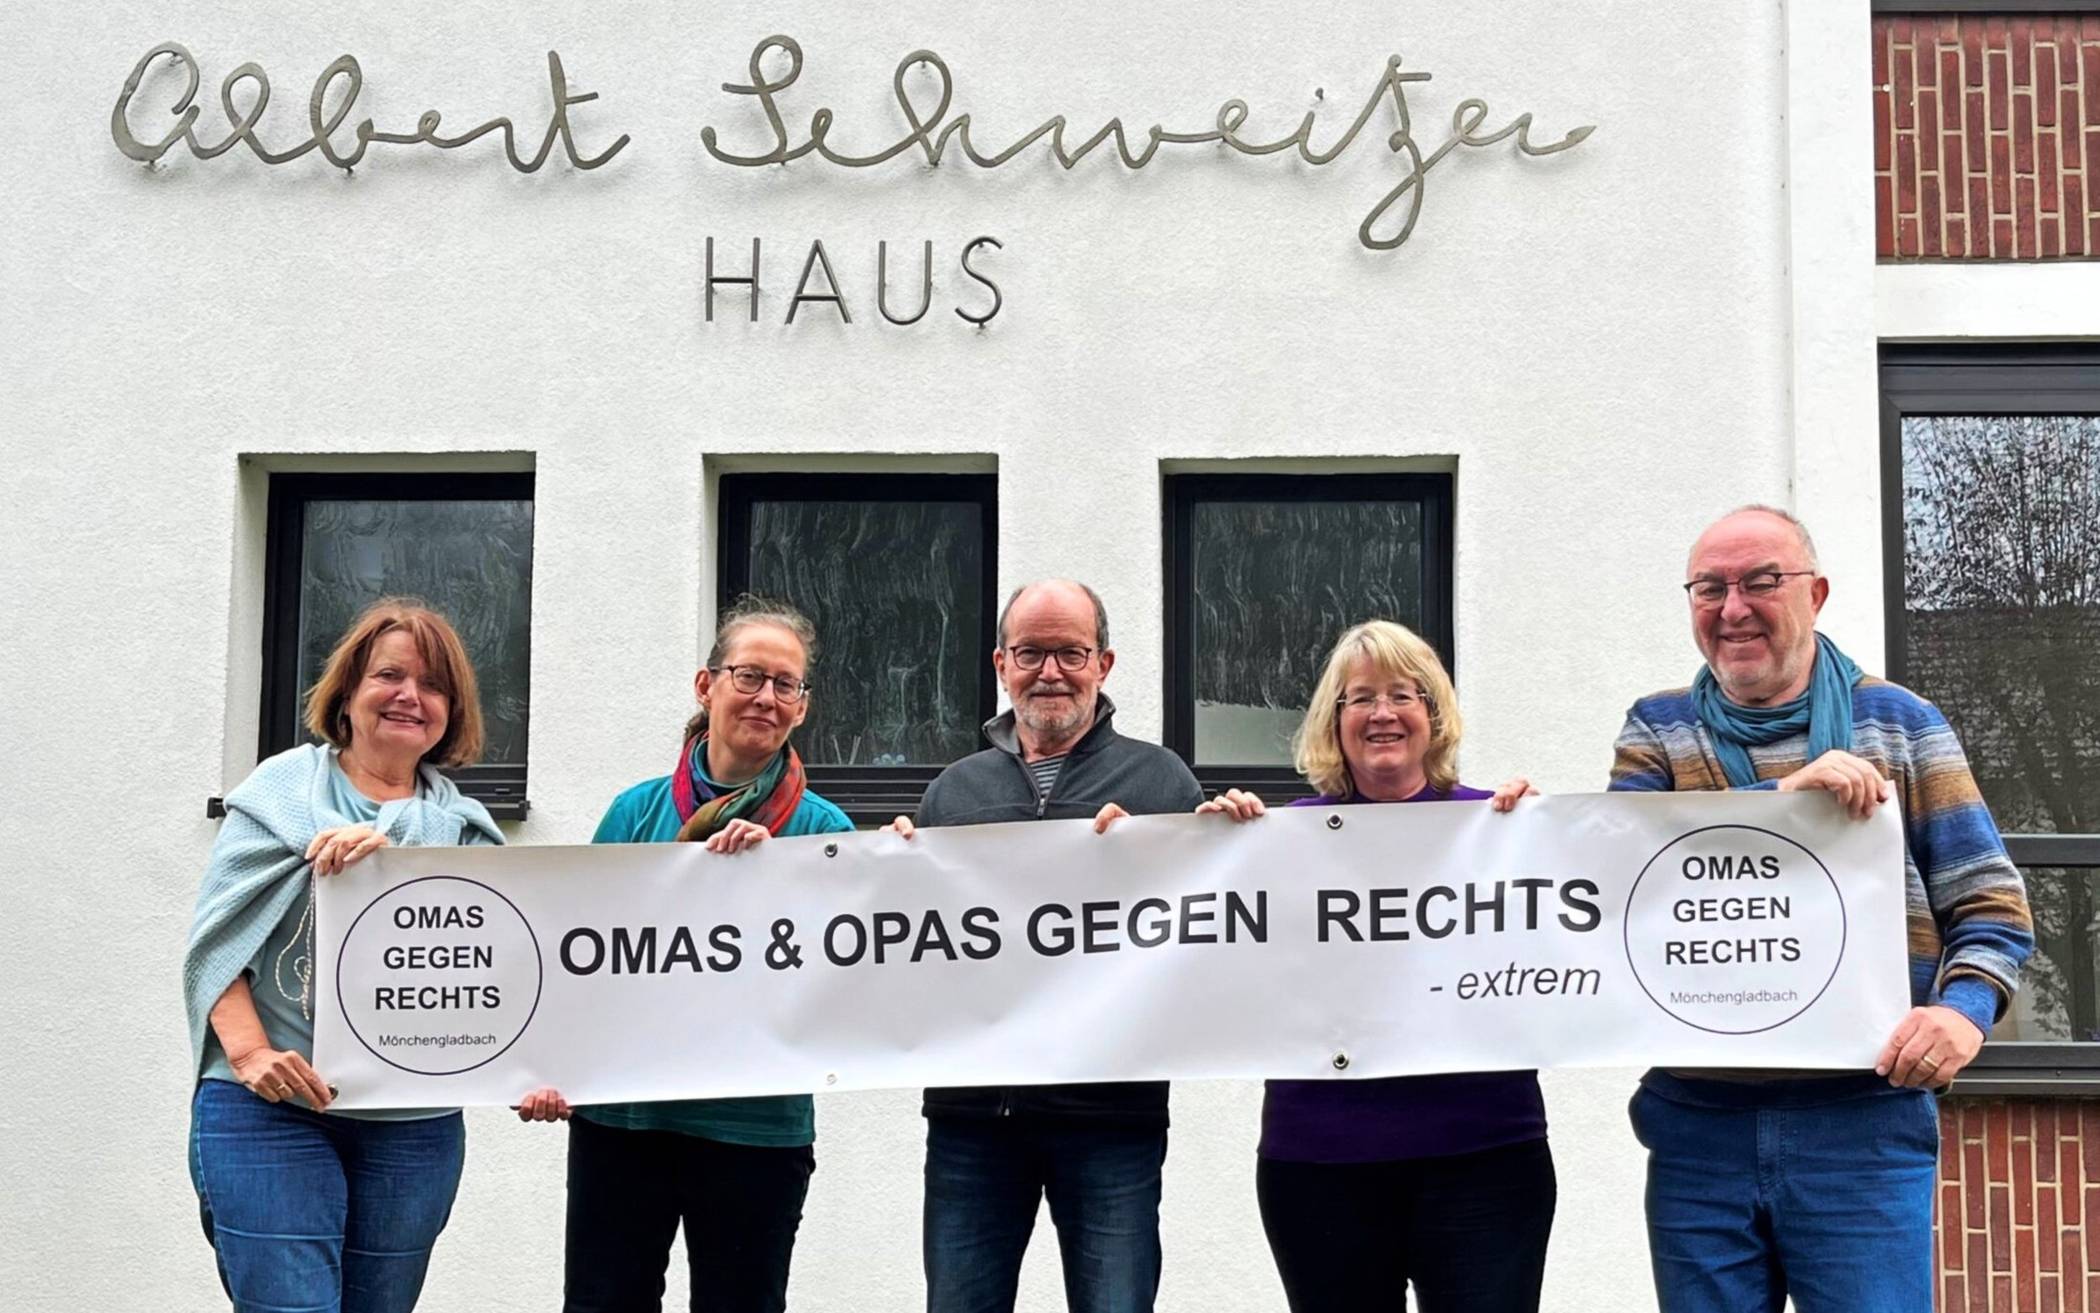 Albert Schweitzer
HAUS
OMAS
GEGEN
RECHTS
Mönchengladbach
OMAS & OPAS GEGEN RECHTS
- extrem
OMAS
GEGEN
RECHTS
Mönchengladbach